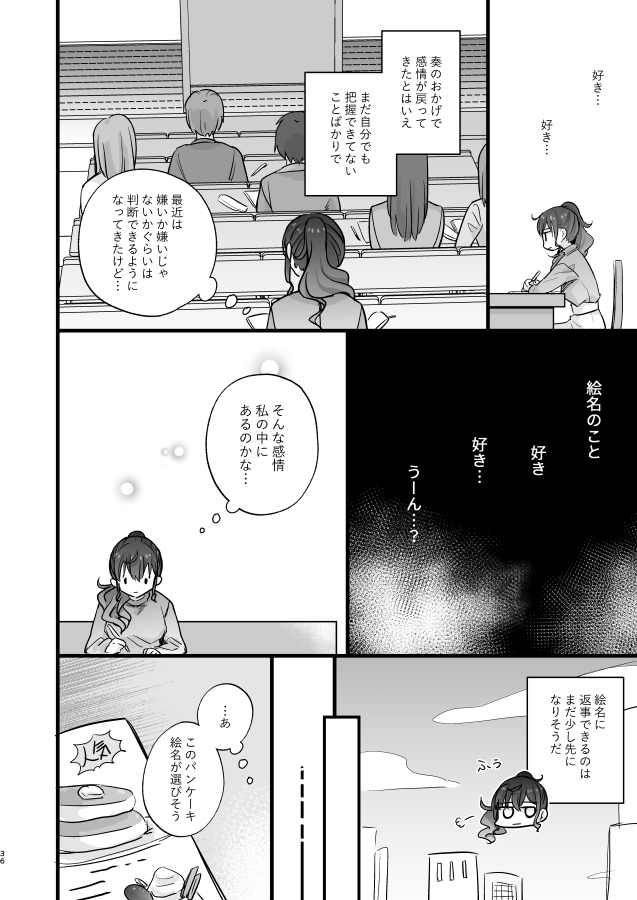 好き…
好き…
奏のおかげで
感情が戻って
きたとはいえ
まだ自分でも
把握できてない
ことばかりで
最近は
嫌いか嫌いじゃ
ないかぐらいは
判断できるように
なってきたけど…
絵名のこと
好き
好き…
うーん…?
そんな感情
私の中に
あるのかな…
絵名に
返事できるのは
まだ少し先に
なりそうだ
ふぅ
…あ
このパンケーキ
絵名が選びそう
人気
36